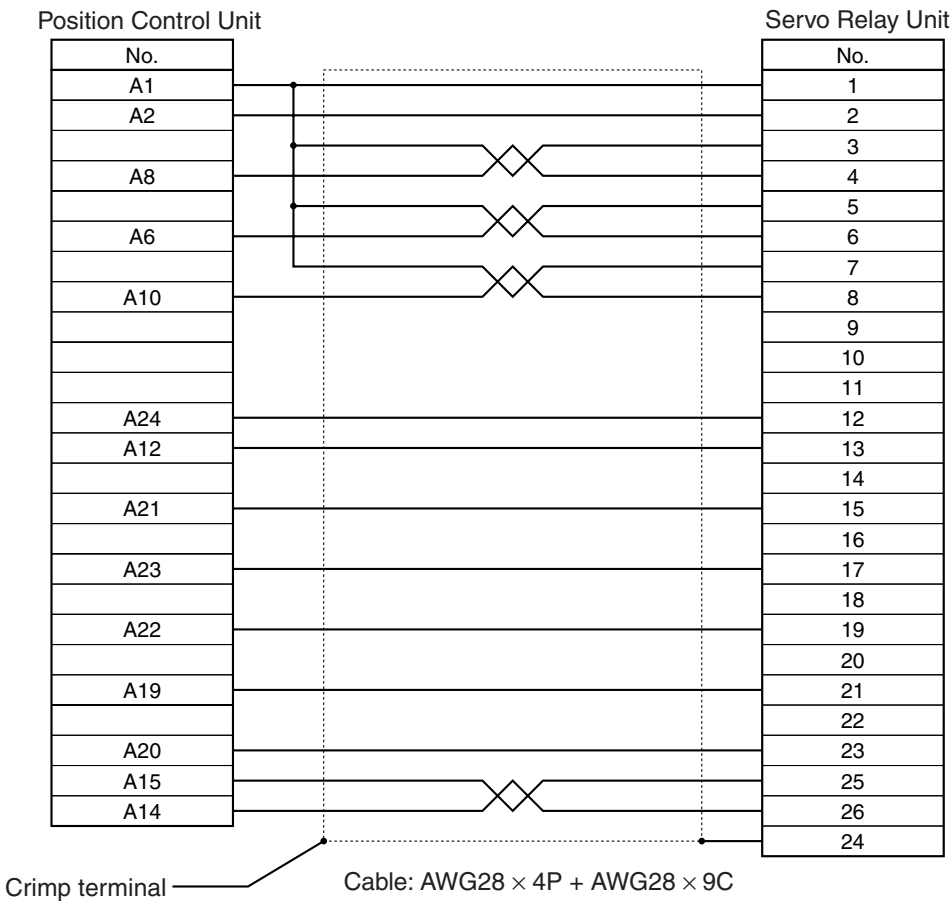 Position Control Unit Servo Relay Unit
No. No.
A1 1
A2 2
3
A8 4
5
A6 6
7
A10 8
9
10
11
A24 12
A12 13
14
A21 15
16
A23 17
18
A22 19
20
A19 21
22
A20 23
A15 25
A14 26
24
Crimp terminal Cable: AWG28 × 4P + AWG28 × 9C